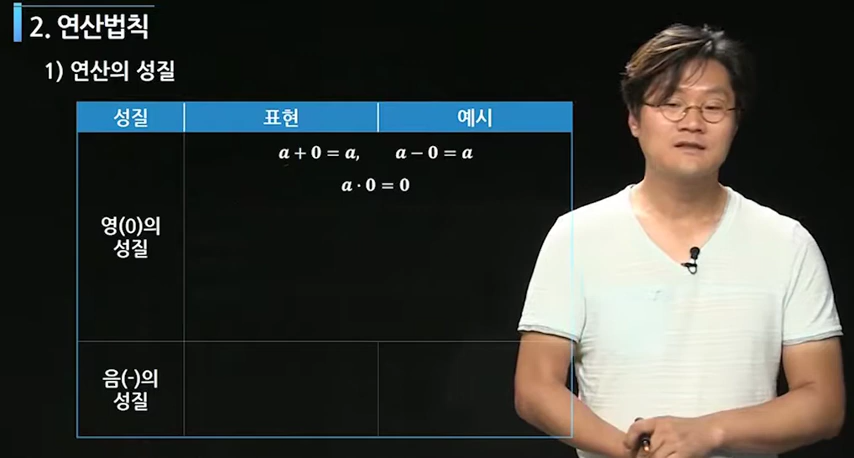 2. 연산법칙
1) 연산의 성질
성질 표현 예시
a + 0 = a, a − 0 = a
a · 0 = 0
영(0)의
성질
음(-)의
성질